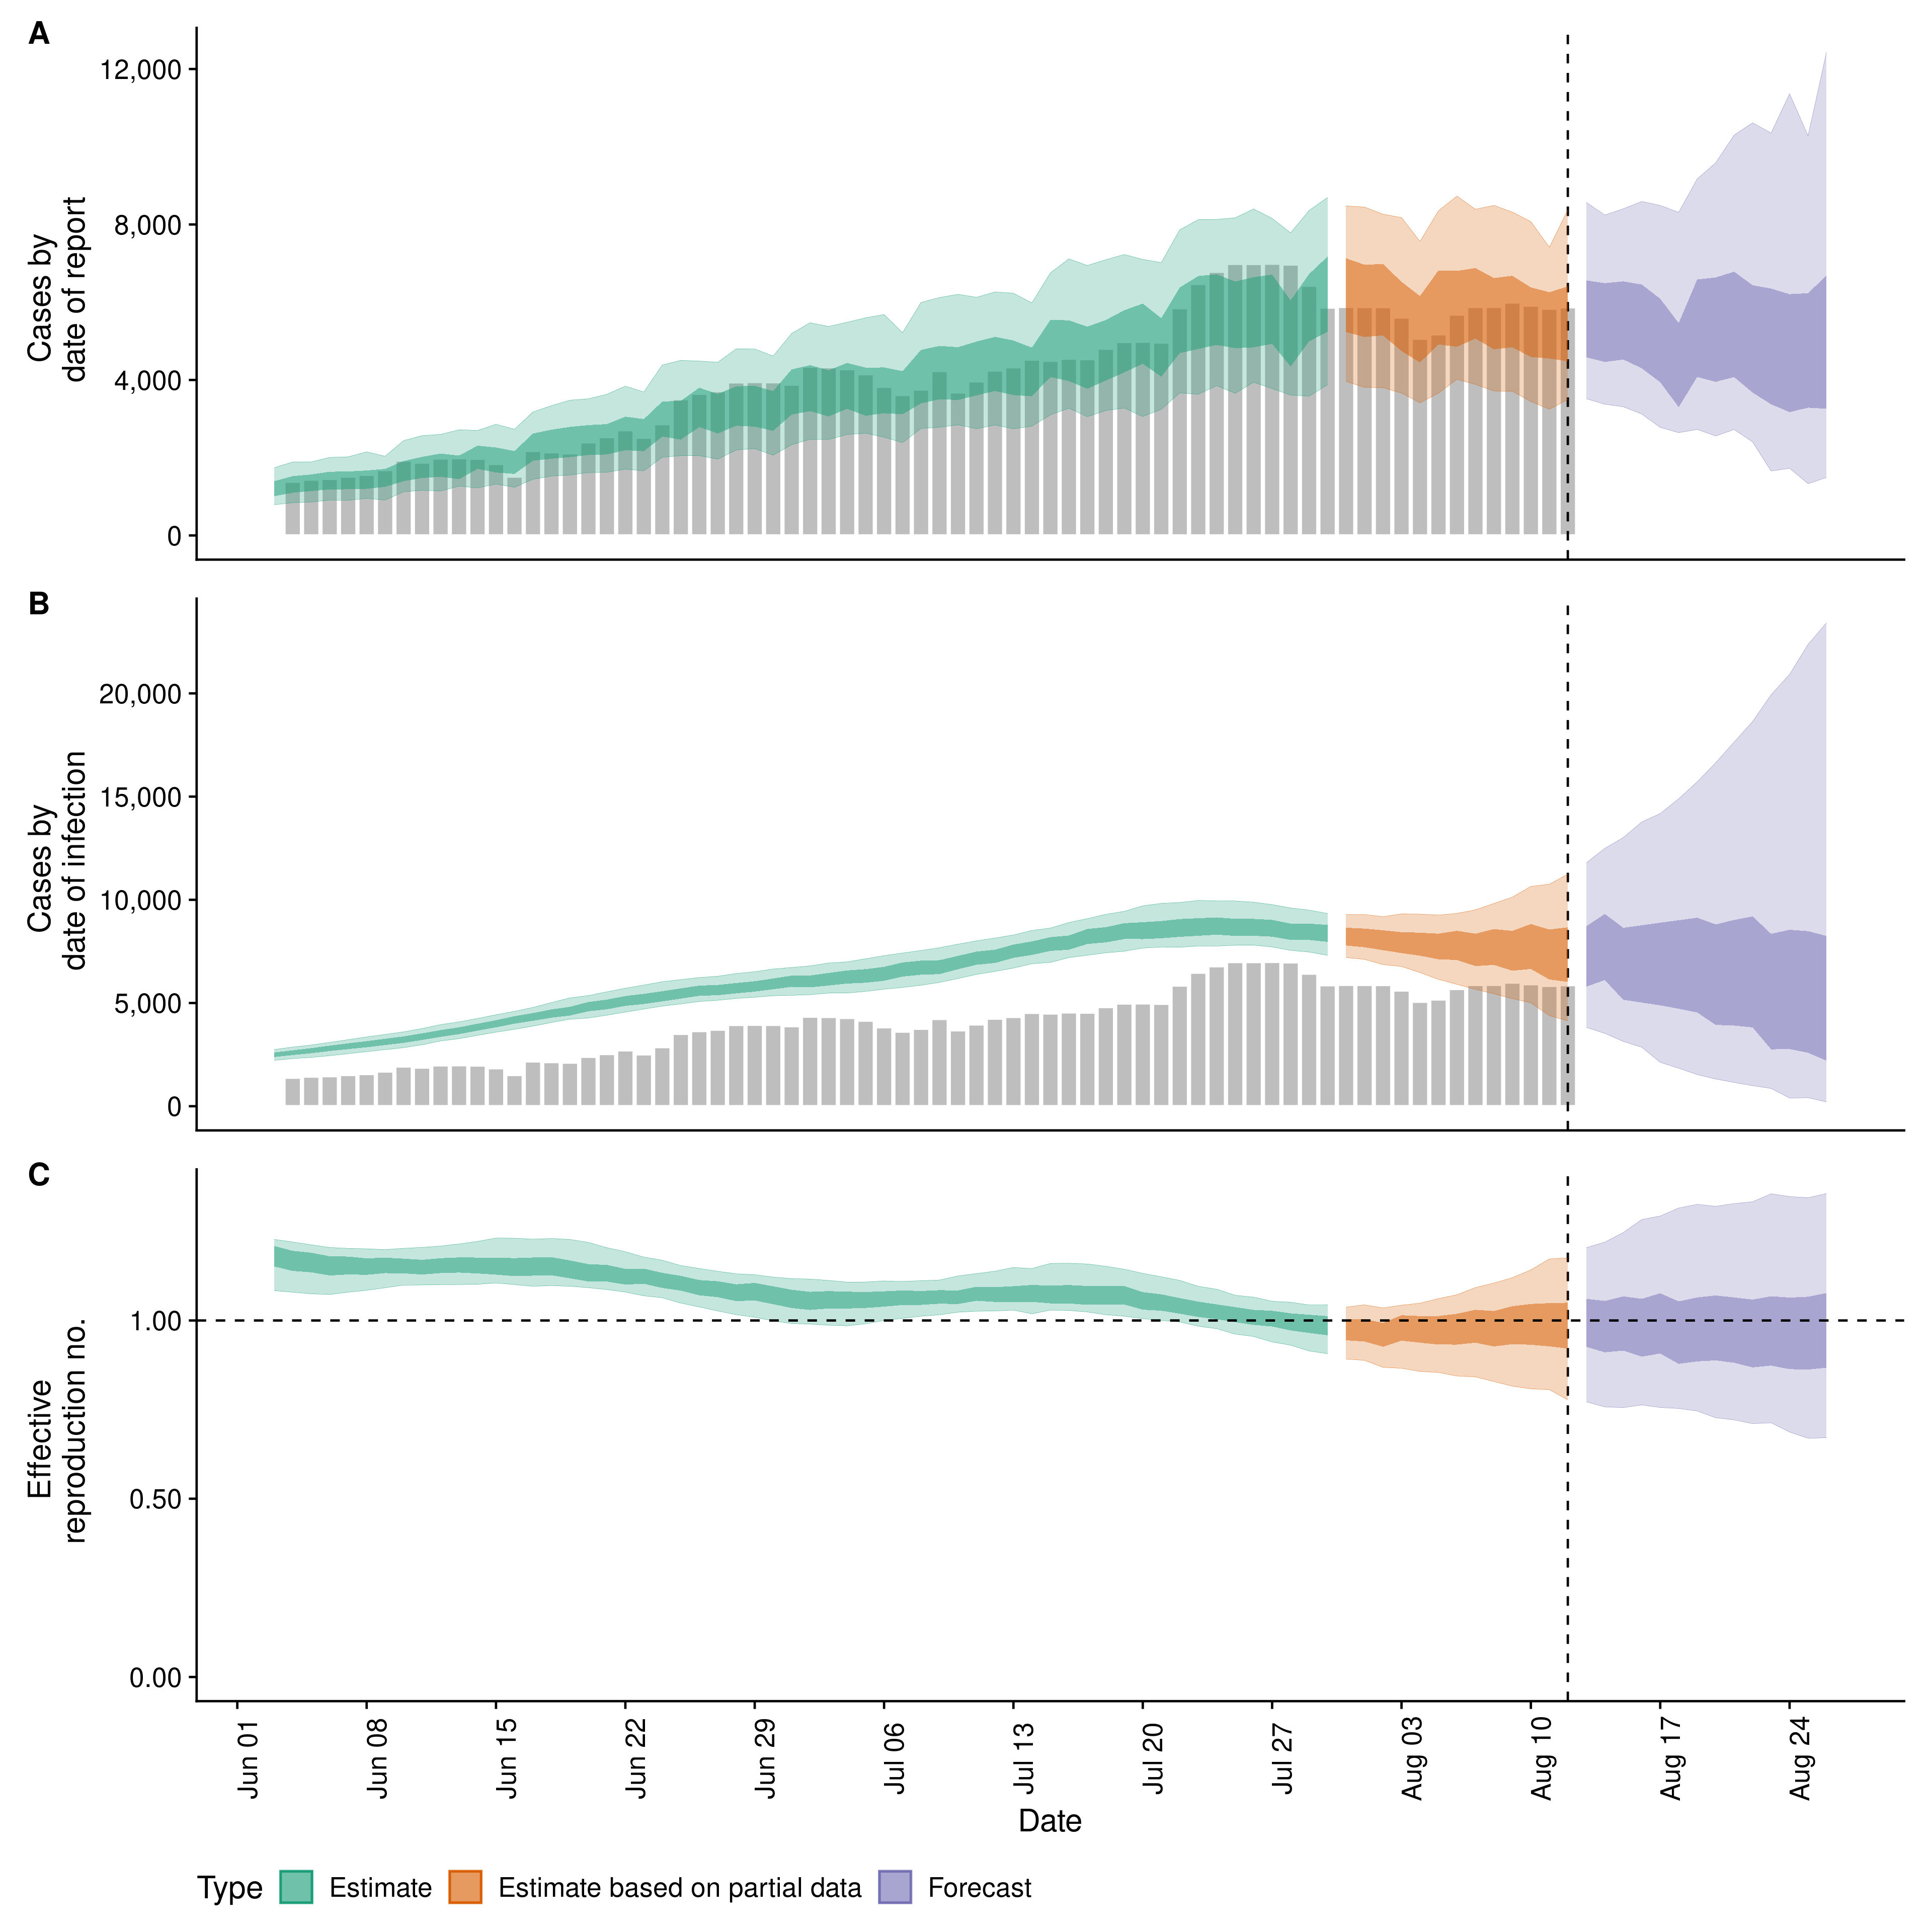 A
Cases by
date of report
12,000
8,000
4,000
0
B
Cases by
date of infection
20,000
15,000
10,000
5,000
0
C
Effective
reproduction no.
1.00
0.50
0.00
Jun 01
Jun 08
Jun 15
Jun 22
Jun 29
Jul 06
Jul 13
Jul 20
Jul 27
Aug 03
Aug 10
Aug 17
Aug 24
Date
Type Estimate Estimate based on partial data Forecast